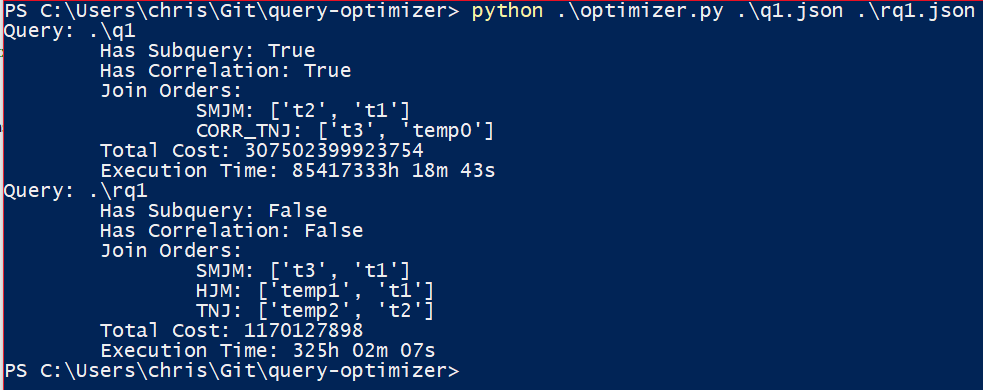 PS C:\Users\chris\Git\query-optimizer> python .\optimizer.py .\q1.json .\rq1.json
Query: .\q1
Has Subquery: True
Has Correlation: True
Join Orders:
SMJM: ['t2', 't1']
CORR_TNJ: ['t3', 'temp0']
Total Cost: 307502399923754
Execution Time: 85417333h 18m 43s
Query: .\rq1
Has Subquery: False
Has Correlation: False
Join Orders:
SMJM: ['t3', 't1']
HJM: ['temp1', 't1']
TNJ: ['temp2', 't2']
Total Cost: 1170127898
Execution Time: 325h 02m 07s
PS C:\Users\chris\Git\query-optimizer>